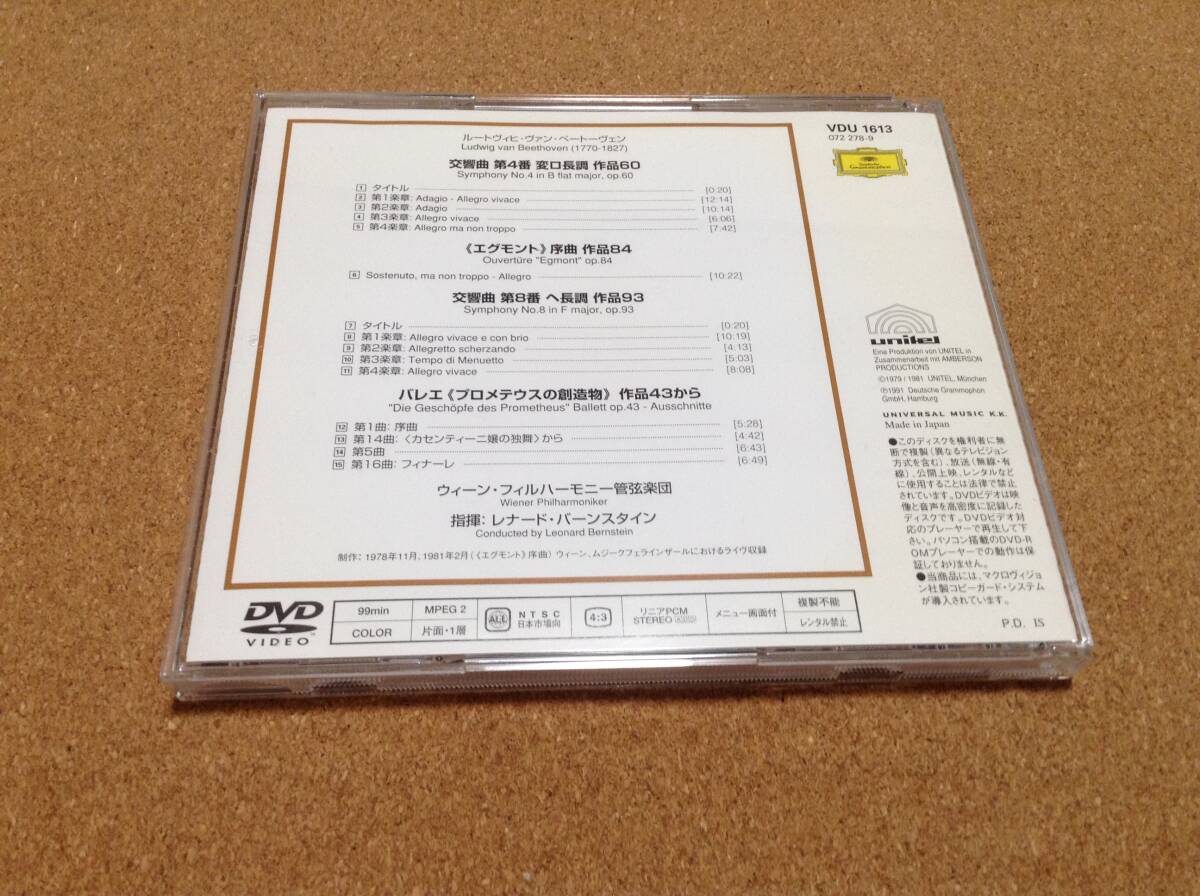 ルートヴィヒ・ヴァン・ベートーヴェン
Ludwig van Beethoven (1770-1827)
交響曲 第4番 変ロ長調 作品60
Symphony No.4 in B flat major, op.60
1 タイトル [0:20]
2 第1楽章: Adagio - Allegro vivace [12:14]
3 第2楽章: Adagio [10:14]
4 第3楽章: Allegro vivace [6:06]
5 第4楽章: Allegro ma non troppo [7:42]
《エグモント》序曲 作品84
Ouvertüre "Egmont" op.84
6 Sostenuto, ma non troppo - Allegro [10:22]
交響曲 第8番 ヘ長調 作品93
Symphony No.8 in F major, op.93
7 タイトル [0:20]
8 第1楽章: Allegro vivace e con brio [10:19]
9 第2楽章: Allegretto scherzando [4:13]
10 第3楽章: Tempo di Menuetto [5:03]
11 第4楽章: Allegro vivace [8:08]
バレエ《プロメテウスの創造物》 作品43から
"Die Geschöpfe des Prometheus" Ballett op.43 - Ausschnitte
12 第1曲: 序曲 [5:28]
13 第14曲: 〈カセンティーニ嬢の独舞〉から [4:42]
14 第5曲 [6:43]
15 第16曲: フィナーレ [6:49]
ウィーン・フィルハーモニー管弦楽団
Wiener Philharmoniker
指揮: レナード・バーンスタイン
Conducted by Leonard Bernstein
制作: 1978年11月、1981年2月(《エグモント》序曲) ウィーン、ムジークフェラインザールにおけるライヴ収録
DVD
VIDEO
99min
COLOR
MPEG 2
片面・1層
ALL
NTSC
日本市場向
4:3
リニアPCM
STEREO
メニュー画面付
複製不能
レンタル禁止
VDU 1613
072 278-9
Deutsche
Grammophon
unitel
Eine Produktion von UNITEL in
Zusammenarbeit mit AMBERSON
PRODUCTIONS
©1979 / 1981 UNITEL, München
℗1991 Deutsche Grammophon
GmbH, Hamburg
UNIVERSAL MUSIC K.K.
Made in Japan
●このディスクを権利者に無
断で複製(異なるテレビジョン
方式を含む)、放送(無線・有
線)、公開上映、レンタルなど
に使用することは法律で禁止
されています。DVDビデオは映
像と音声を高密度に記録した
ディスクです。DVDビデオ対
応のプレーヤーで再生して下
さい。パソコン搭載のDVD-R
OMプレーヤーでの動作は保
証しておりません。
●当商品には、マクロヴィジョ
ン社製コピーガード・システム
が導入されています。
P.D. IS